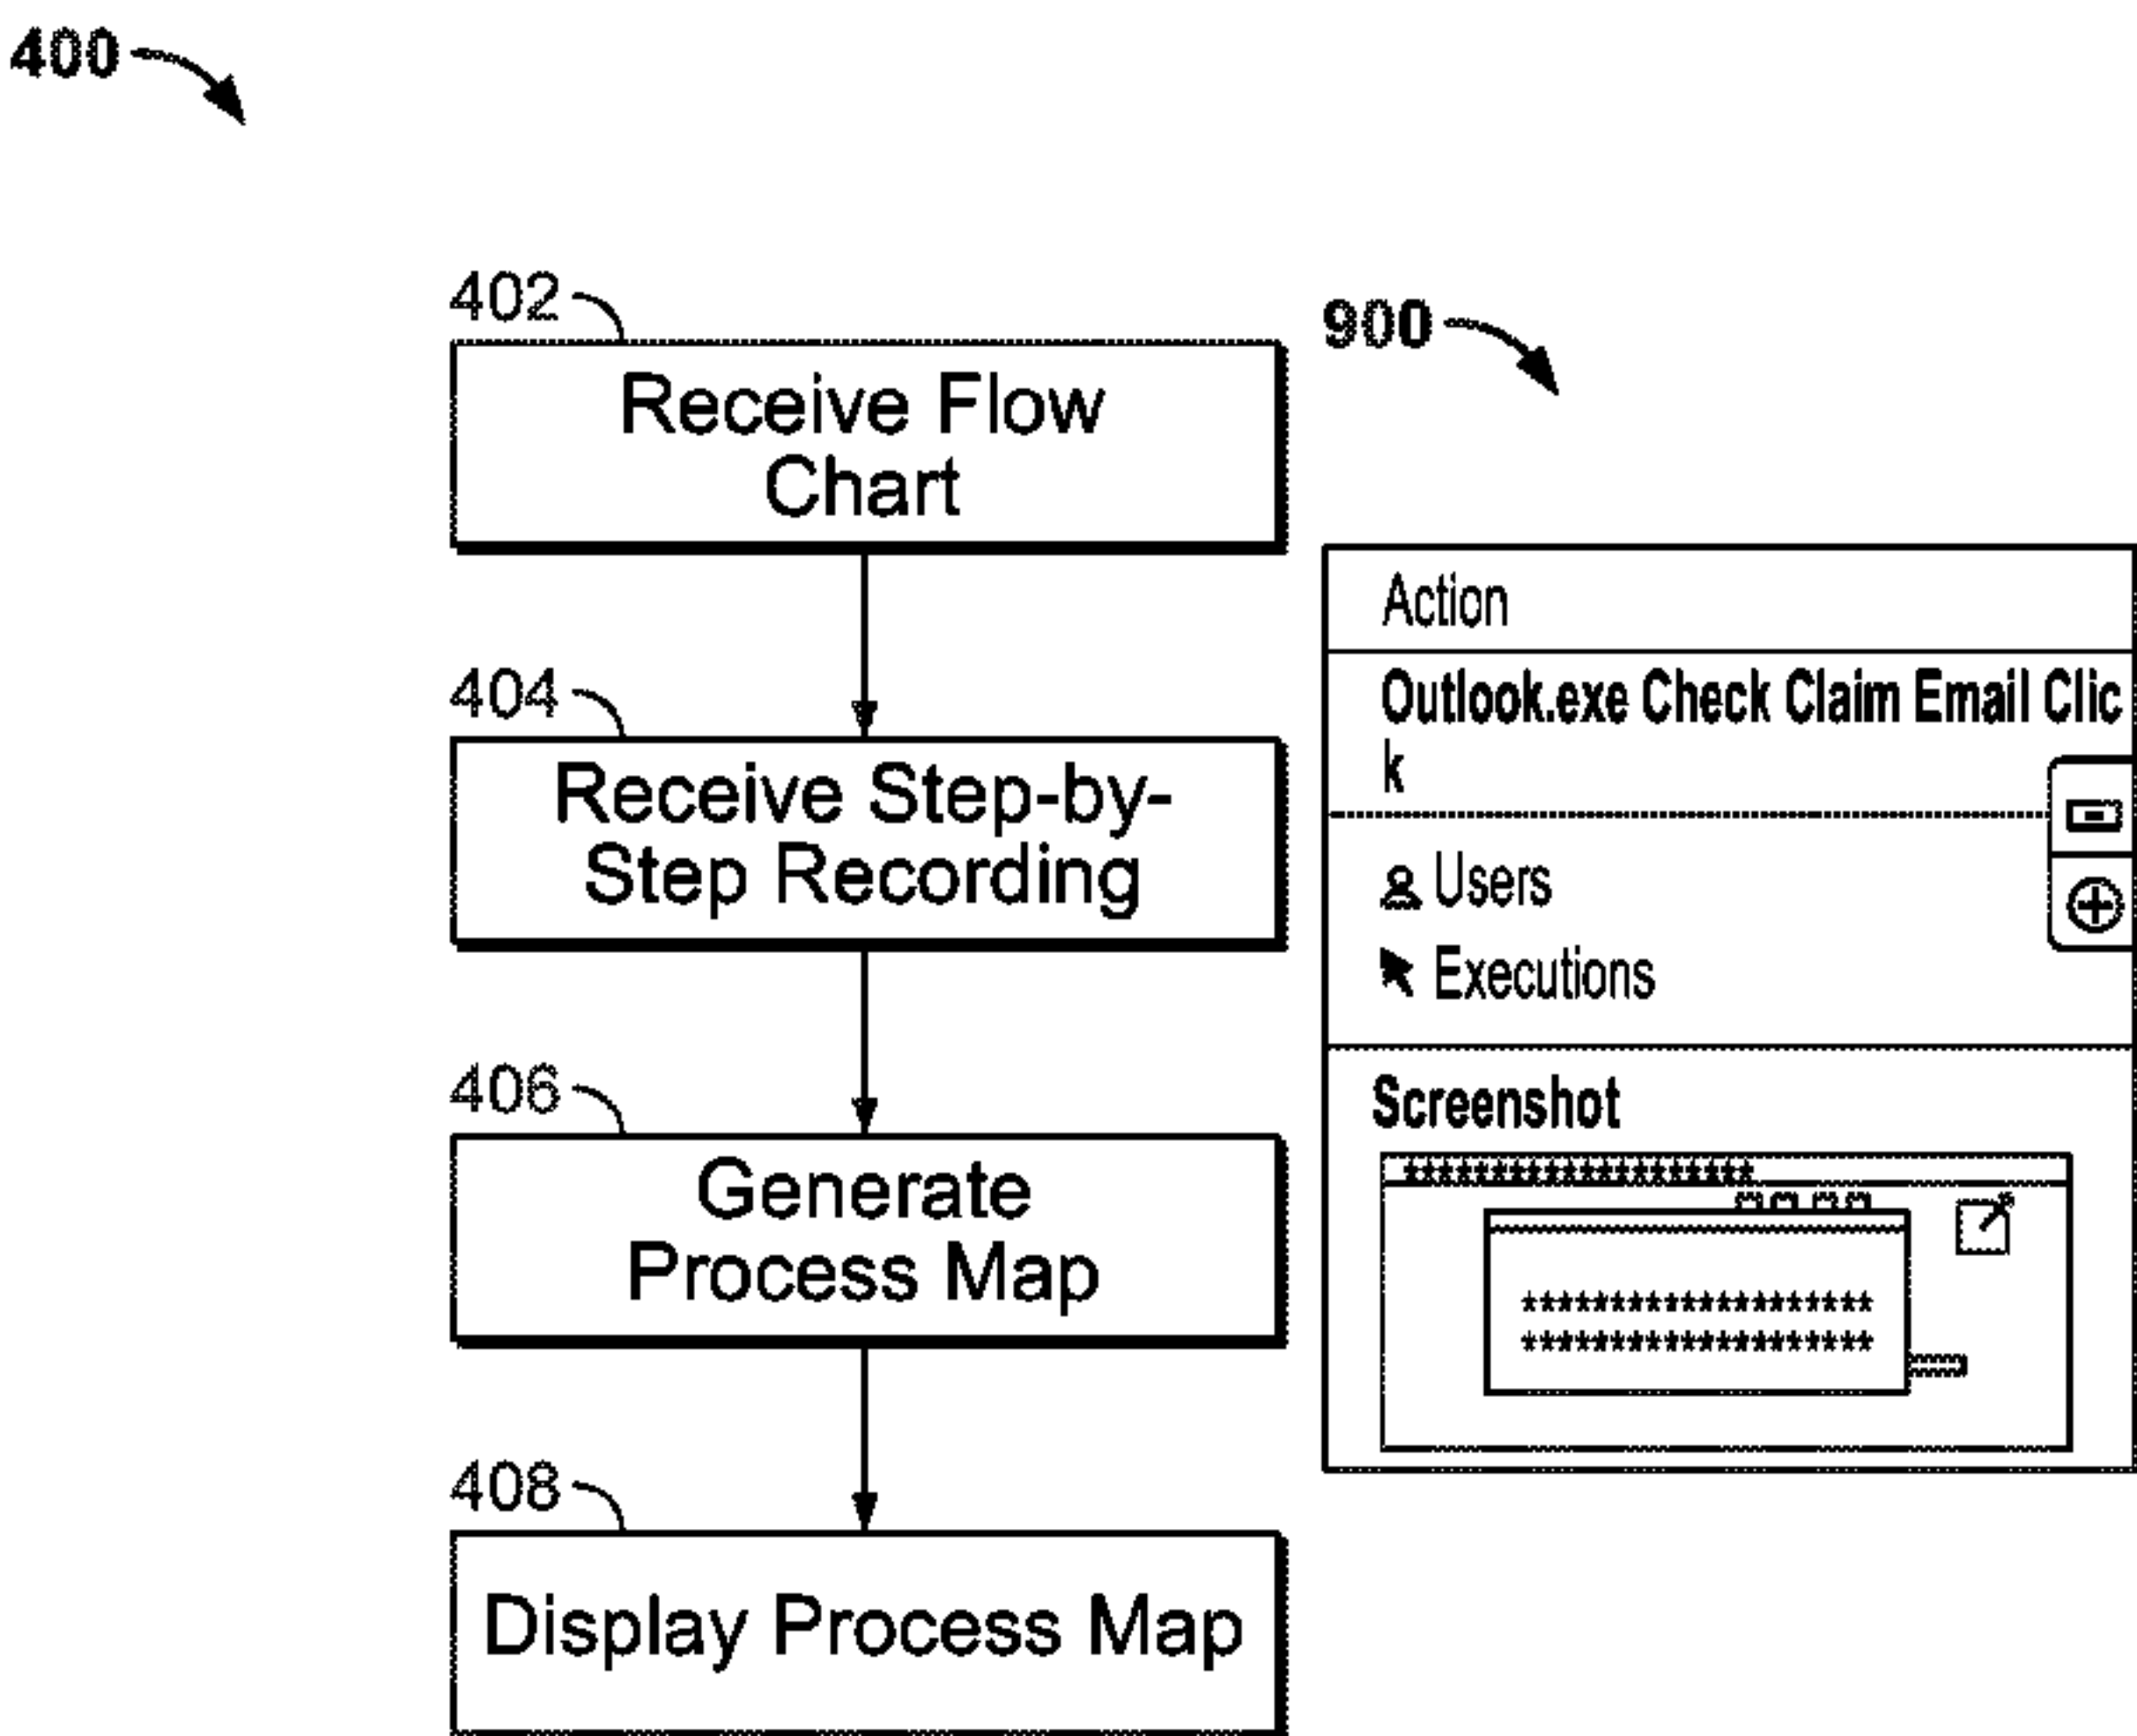 400
402
Receive Flow
Chart
404
Receive Step-by-
Step Recording
406
Generate
Process Map
408
Display Process Map
900
Action
Outlook.exe Check Claim Email Clic
k
Users
Executions
Screenshot
********************
********************
********************